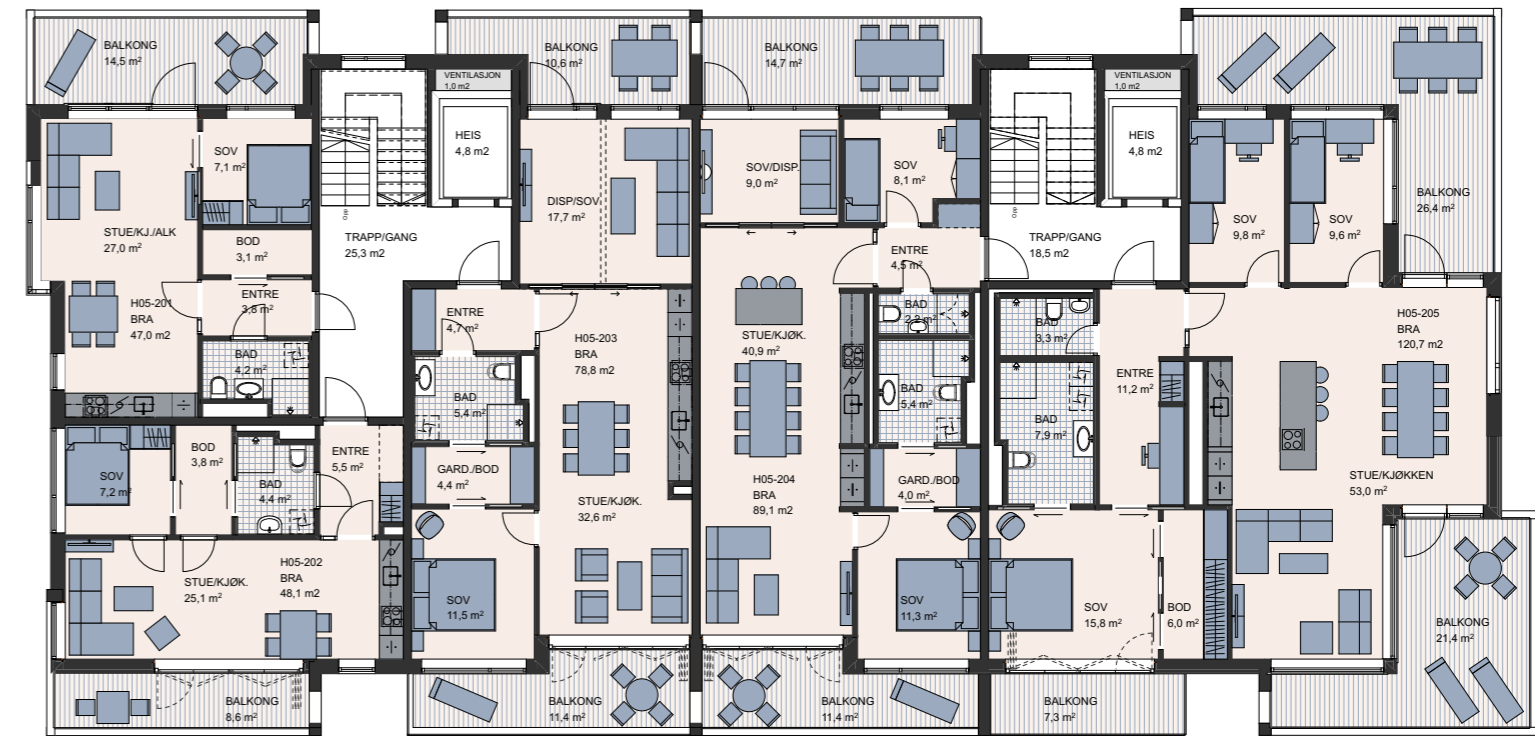 BALKONG
14,5 m²
BALKONG
10,6 m²
BALKONG
14,7 m²
VENTILASJON
1,0 m2
VENTILASJON
1,0 m2
HEIS
4,8 m2
HEIS
4,8 m2
SOV
7,1 m²
SOV/DISP.
9,0 m²
SOV
8,1 m²
BALKONG
26,4 m²
DISP/SOV
17,7 m²
Opp
Opp
STUE/KJ./ALK
27,0 m²
BOD
3,1 m²
TRAPP/GANG
25,3 m2
ENTRE
4,5 m²
TRAPP/GANG
18,5 m2
SOV
9,8 m²
SOV
9,6 m²
H05-201
BRA
47,0 m2
ENTRE
3,8 m²
ENTRE
4,7 m²
H05-203
BRA
78,8 m2
STUE/KJØK.
40,9 m²
BAD
BAD
3,3 m²
H05-205
BRA
120,7 m2
BAD
4,2 m²
BAD
5,4 m²
BAD
5,4 m²
ENTRE
11,2 m²
BAD
7,9 m²
SOV
7,2 m²
BOD
3,8 m²
BAD
4,4 m²
ENTRE
5,5 m²
GARD./BOD
4,4 m²
STUE/KJØK.
32,6 m²
H05-204
BRA
89,1 m2
GARD./BOD
4,0 m²
STUE/KJØKKEN
53,0 m²
STUE/KJØK.
25,1 m²
H05-202
BRA
48,1 m2
SOV
11,5 m²
SOV
11,3 m²
SOV
15,8 m²
BOD
6,0 m²
BALKONG
21,4 m²
BALKONG
8,6 m²
BALKONG
11,4 m²
BALKONG
11,4 m²
BALKONG
7,3 m²